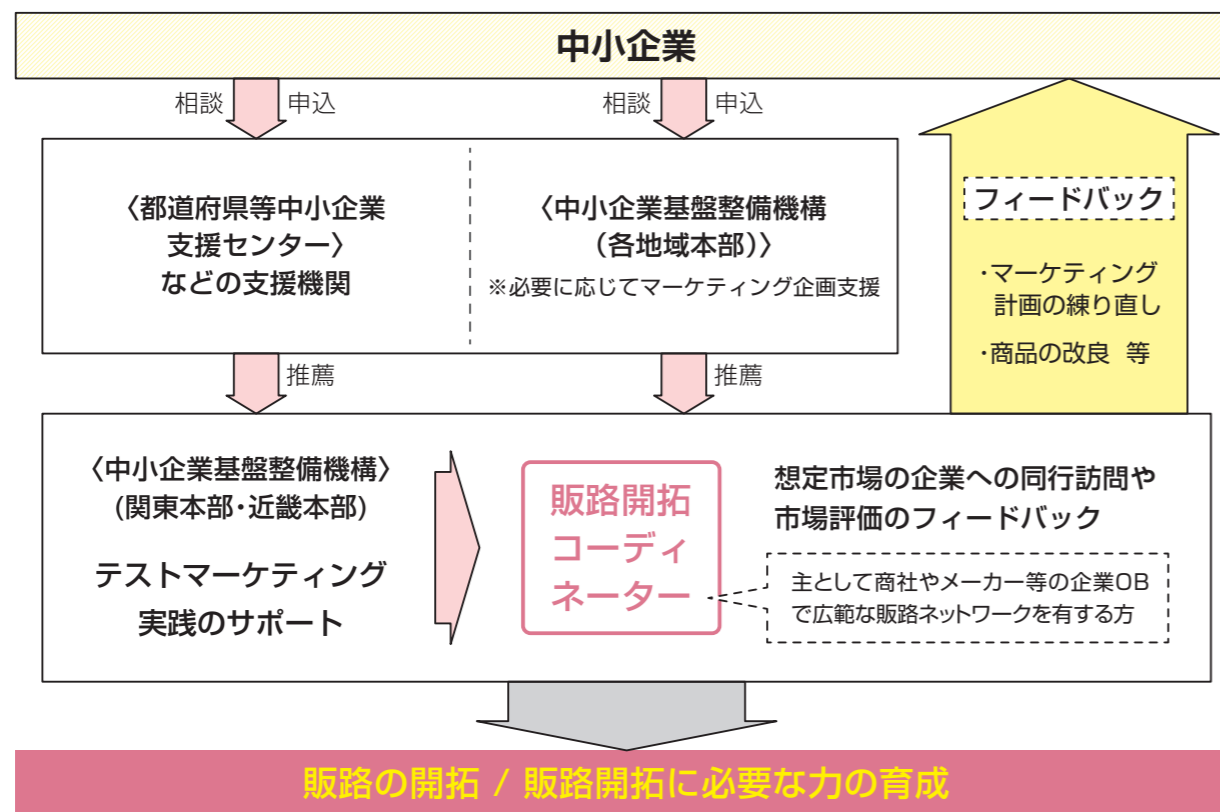 中小企業
相談
申込
相談
申込
〈都道府県等中小企業
支援センター〉
などの支援機関
〈中小企業基盤整備機構
（各地域本部）〉
※必要に応じてマーケティング企画支援
フィードバック
・マーケティング
計画の練り直し
・商品の改良 等
推薦
推薦
〈中小企業基盤整備機構〉
(関東本部・近畿本部)
テストマーケティング
実践のサポート
販路開拓
コーディ
ネーター
想定市場の企業への同行訪問や
市場評価のフィードバック
主として商社やメーカー等の企業OB
で広範な販路ネットワークを有する方
販路の開拓 / 販路開拓に必要な力の育成